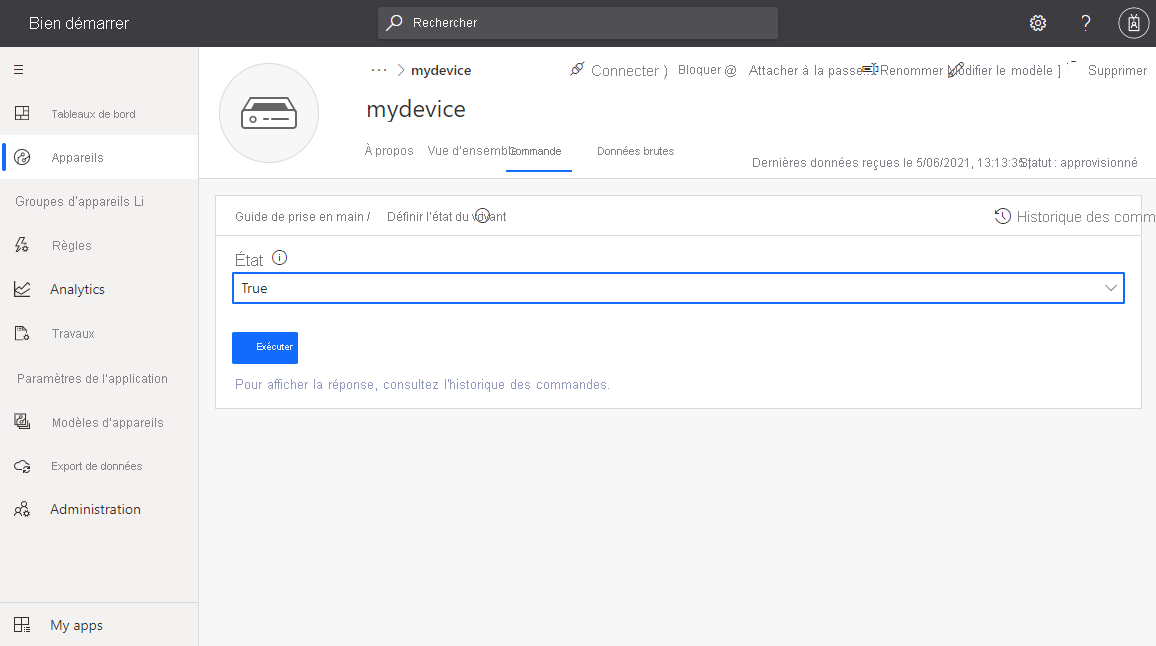 Bien démarrer
Rechercher
?
··· > mydevice
Connecter )
Bloquer @
Attacher à la passe...
Renommer
Modifier le modèle ]
Supprimer
mydevice
À propos
Vue d'ensemble
Commande
Données brutes
Dernières données reçues le 5/06/2021, 13:13:35,
Statut : approvisionné
Tableaux de bord
Appareils
Groupes d'appareils Li
Règles
Analytics
Travaux
Paramètres de l'application
Modèles d'appareils
Export de données
Administration
My apps
Guide de prise en main /
Définir l'état du voyant
Historique des comm
État
True
Exécuter
Pour afficher la réponse, consultez l'historique des commandes.